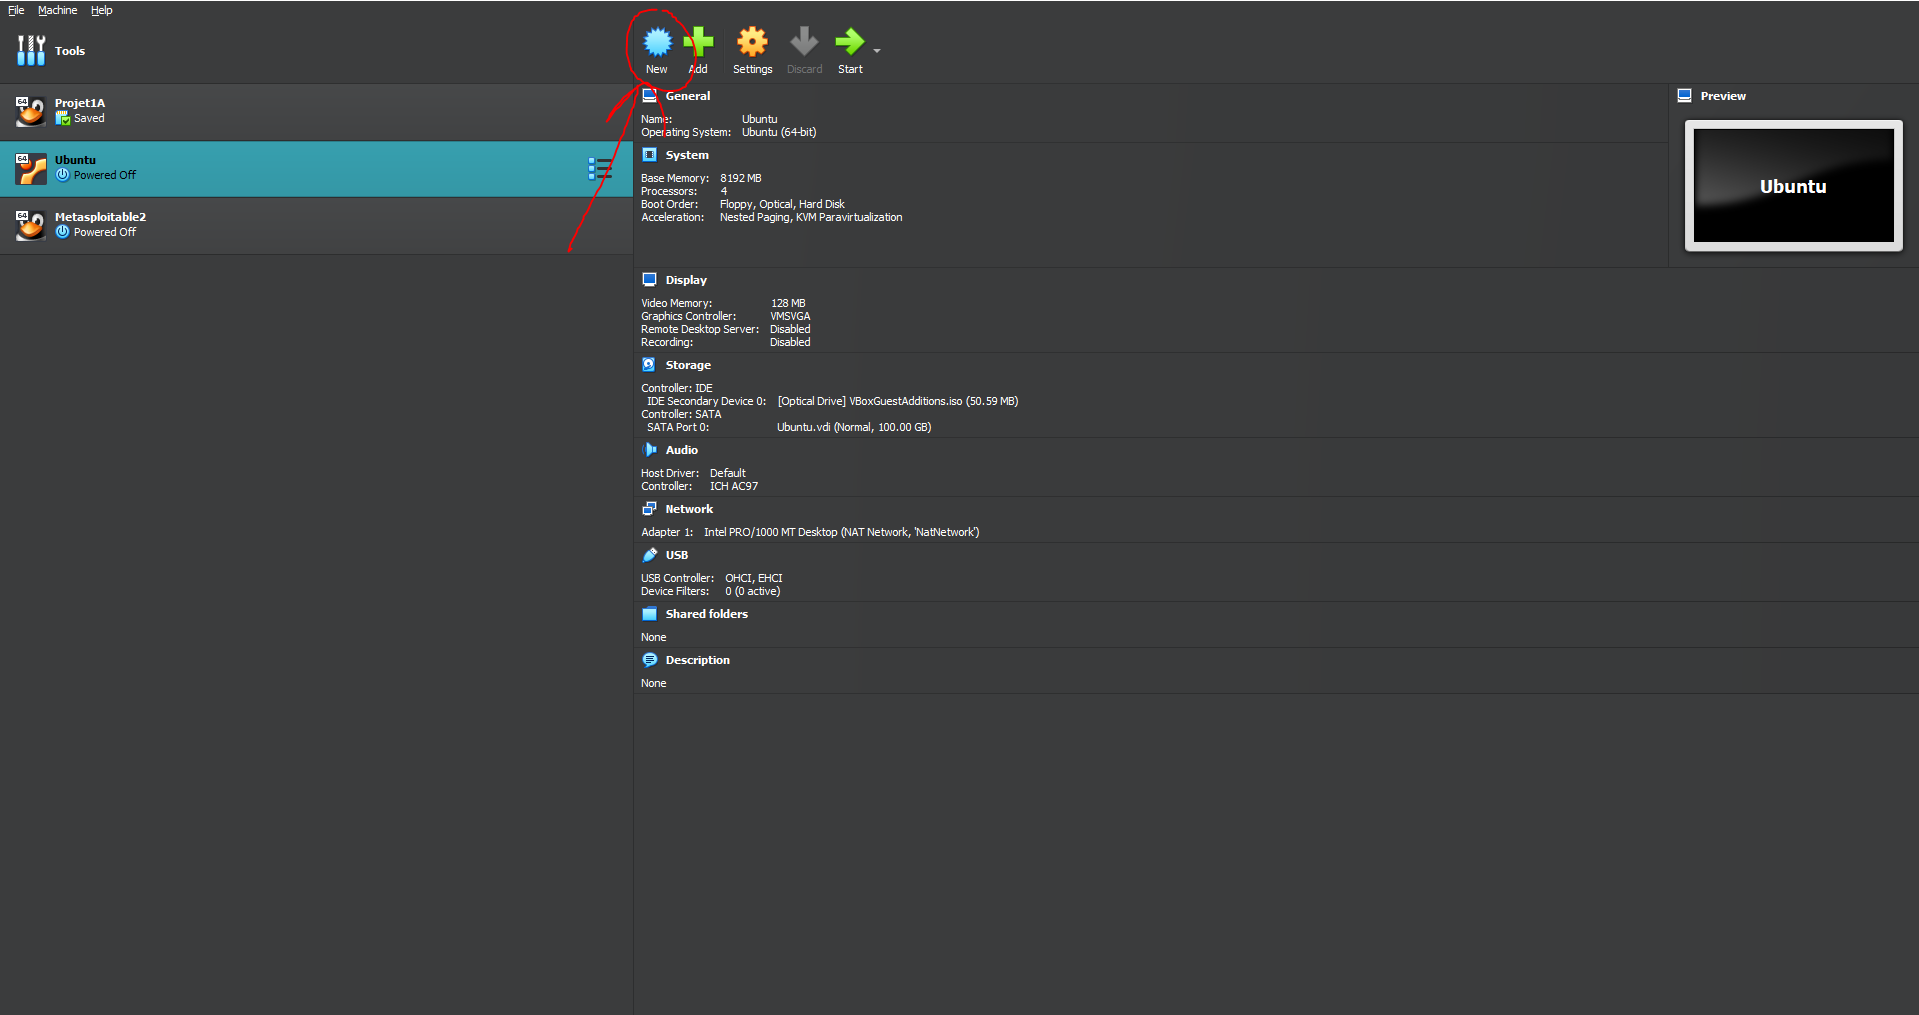 File Machine Help
Tools
New Add Settings Discard Start
64 Projet1A
Saved
64 Ubuntu
Powered Off
64 Metasploitable2
Powered Off
General
Name: Ubuntu
Operating System: Ubuntu (64-bit)
System
Base Memory: 8192 MB
Processors: 4
Boot Order: Floppy, Optical, Hard Disk
Acceleration: Nested Paging, KVM Paravirtualization
Display
Video Memory: 128 MB
Graphics Controller: VMSVGA
Remote Desktop Server: Disabled
Recording: Disabled
Storage
Controller: IDE
IDE Secondary Device 0: [Optical Drive] VBoxGuestAdditions.iso (50.59 MB)
Controller: SATA
SATA Port 0: Ubuntu.vdi (Normal, 100.00 GB)
Audio
Host Driver: Default
Controller: ICH AC97
Network
Adapter 1: Intel PRO/1000 MT Desktop (NAT Network, 'NatNetwork')
USB
USB Controller: OHCI, EHCI
Device Filters: 0 (0 active)
Shared folders
None
Description
None
Preview
Ubuntu